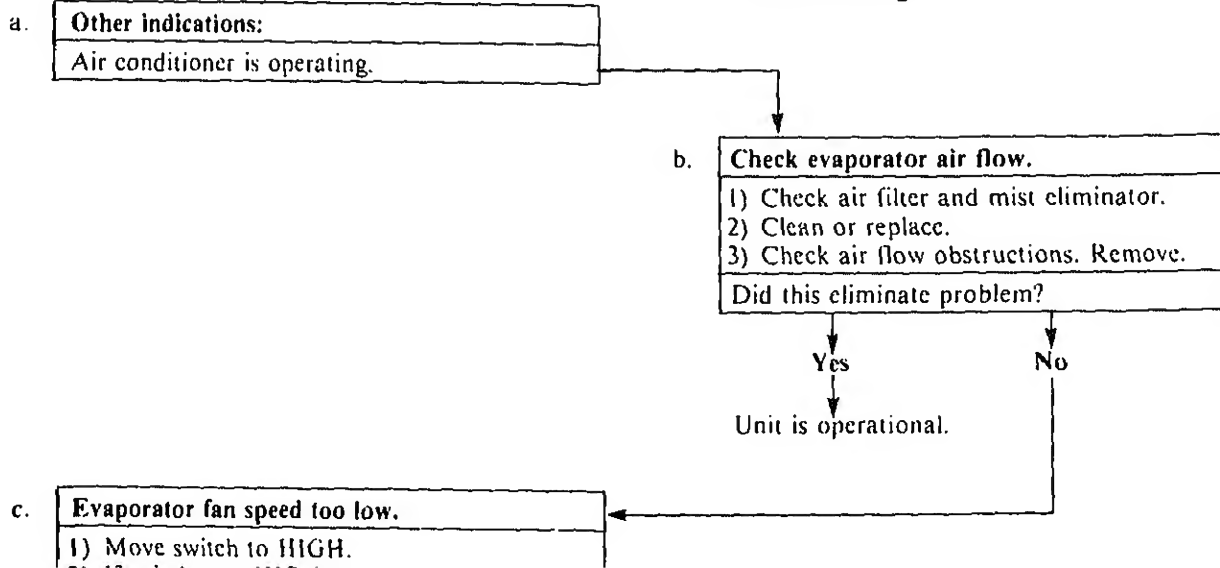 a.
Other indications:
Air conditioner is operating.
b.
Check evaporator air flow.
1) Check air filter and mist eliminator.
2) Clean or replace.
3) Check air flow obstructions. Remove.
Did this eliminate problem?
Yes
No
Unit is operational.
c.
Evaporator fan speed too low.
1) Move switch to HIGH.